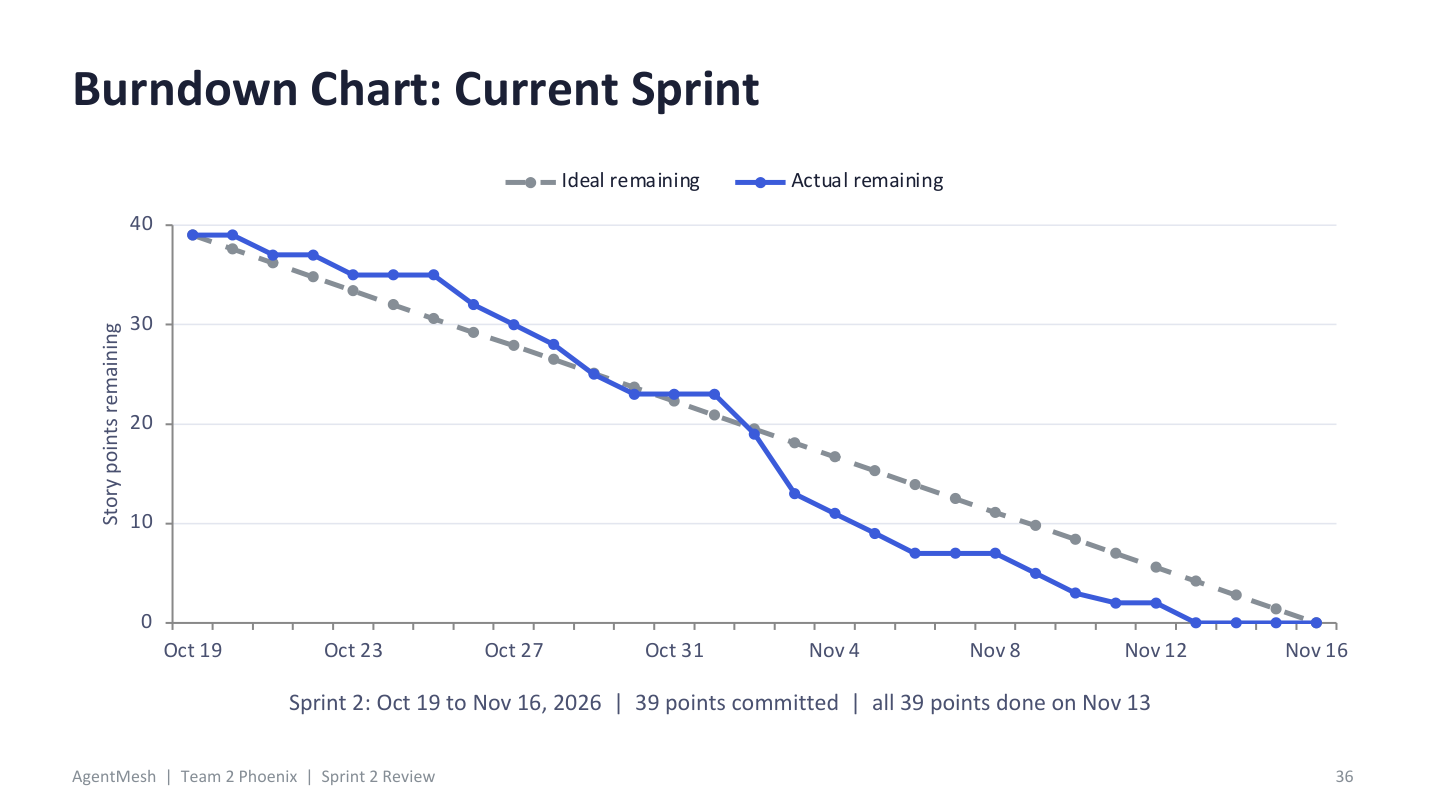 Burndown Chart: Current Sprint
Ideal remaining
Actual remaining
Story points remaining
40
30
20
10
0
Oct 19
Oct 23
Oct 27
Oct 31
Nov 4
Nov 8
Nov 12
Nov 16
Sprint 2: Oct 19 to Nov 16, 2026 | 39 points committed | all 39 points done on Nov 13
AgentMesh | Team 2 Phoenix | Sprint 2 Review
36